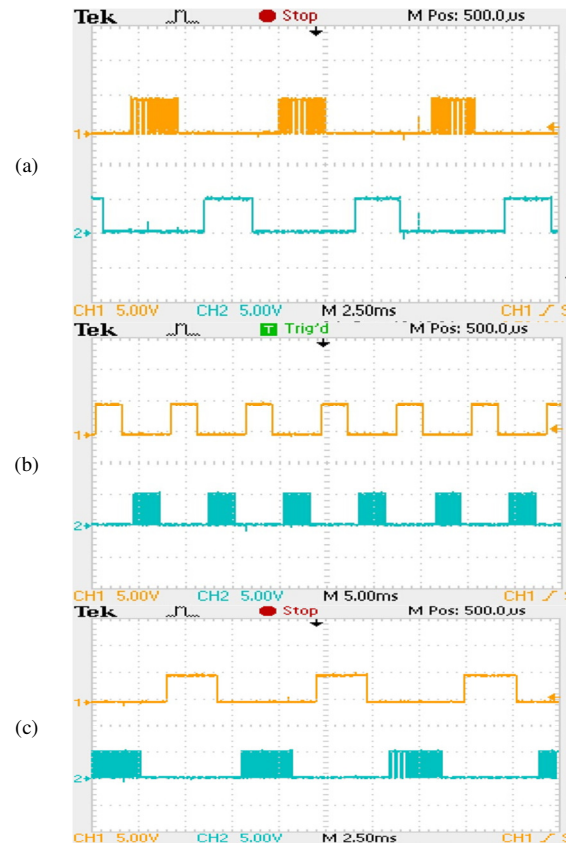 Tek Stop M Pos: 500.0us
(a)
1
2
CH1 5.00V CH2 5.00V M 2.50ms CH1
Tek T Trig'd M Pos: 500.0us
(b)
1
2
CH1 5.00V CH2 5.00V M 5.00ms CH1
Tek Stop M Pos: 500.0us
(c)
1
2
CH1 5.00V CH2 5.00V M 2.50ms CH1